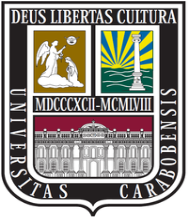 DEUS LIBERTAS CULTURA
MDCCCXCII-MCMLVIII
UNIVERSITAS
CARABOBENSIS